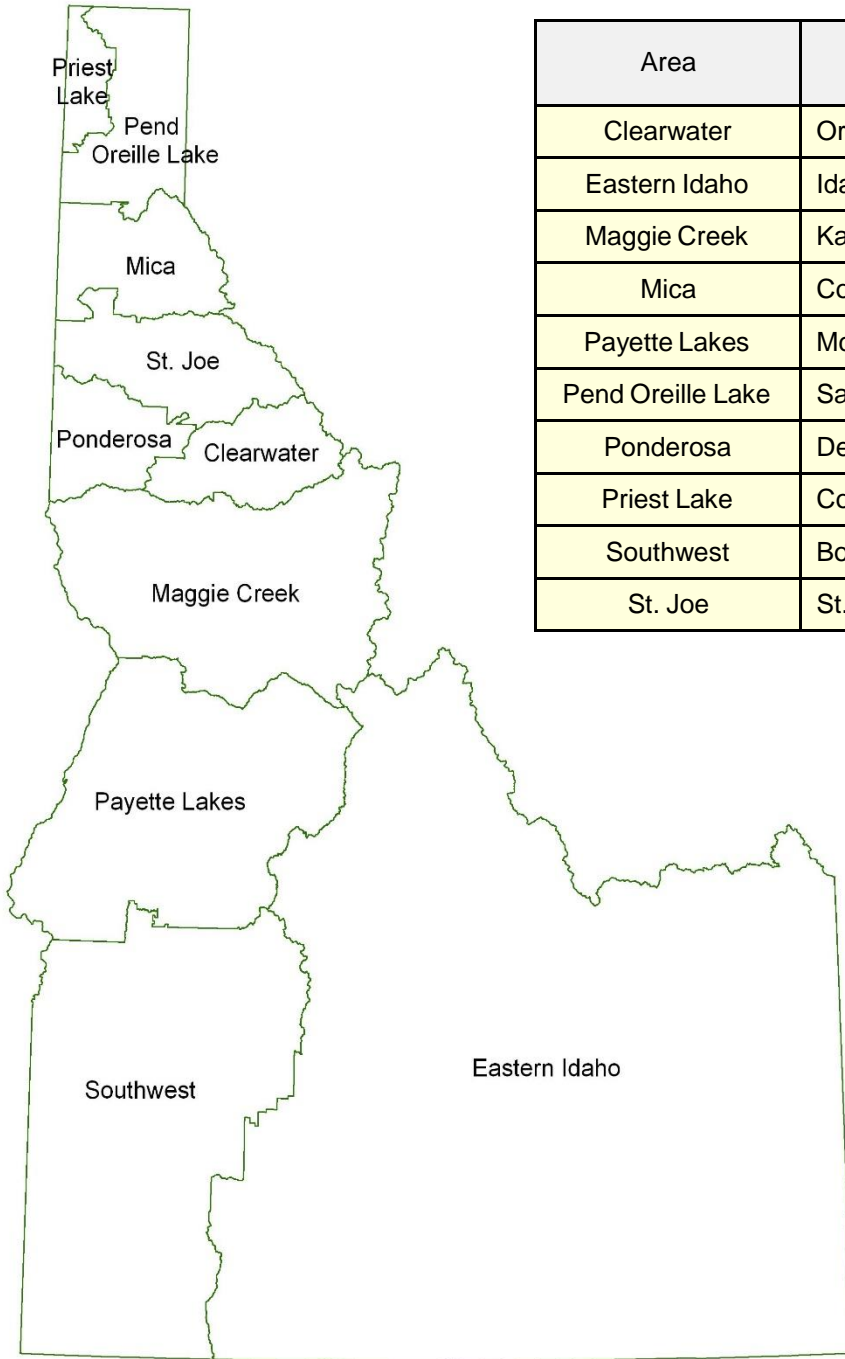 Priest
Lake
Pend
Oreille Lake
Mica
St. Joe
Ponderosa
Clearwater
Maggie Creek
Payette Lakes
Southwest
Eastern Idaho
Area
Clearwater
Eastern Idaho
Maggie Creek
Mica
Payette Lakes
Pend Oreille Lake
Ponderosa
Priest Lake
Southwest
St. Joe
St.